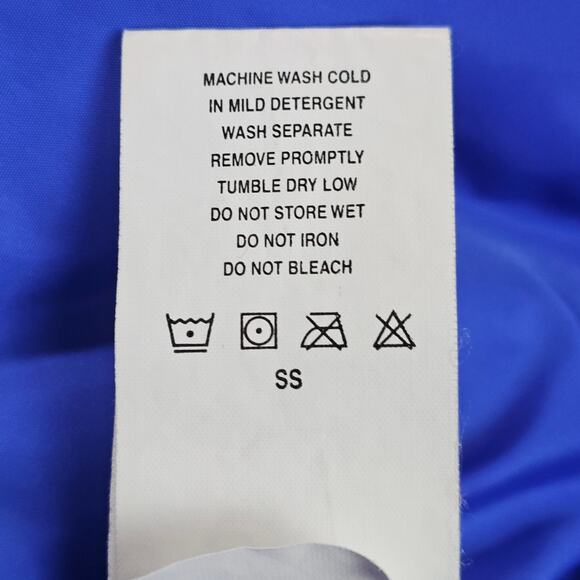 MACHINE WASH COLD
IN MILD DETERGENT
WASH SEPARATE
REMOVE PROMPTLY
TUMBLE DRY LOW
DO NOT STORE WET
DO NOT IRON
DO NOT BLEACH
SS